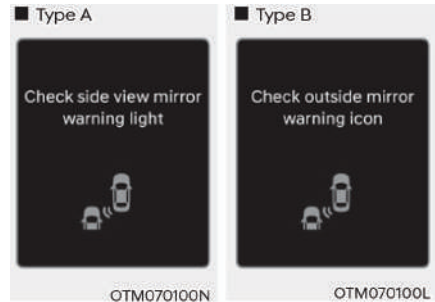 ■ Type A
Check side view mirror
warning light
OTM070100N
■ Type B
Check outside mirror
warning icon
OTM070100L